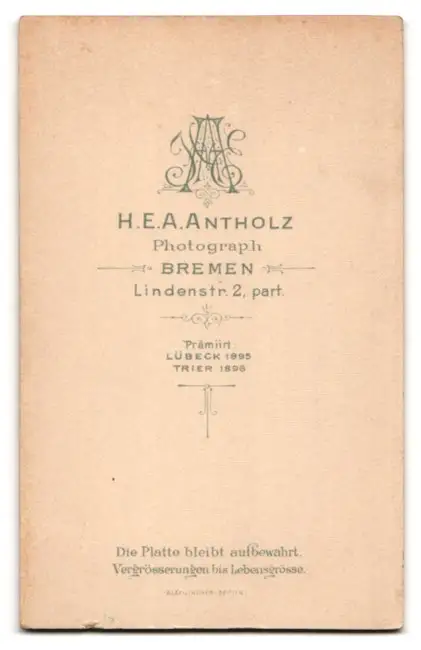 H.E.A. ANTHOLZ
Photograph
BREMEN
Lindenstr. 2, part.
Prämiirt
LÜBECK 1895
TRIER 1896
Die Platte bleibt aufbewahrt.
Vergrösserungen bis Lebensgrösse.